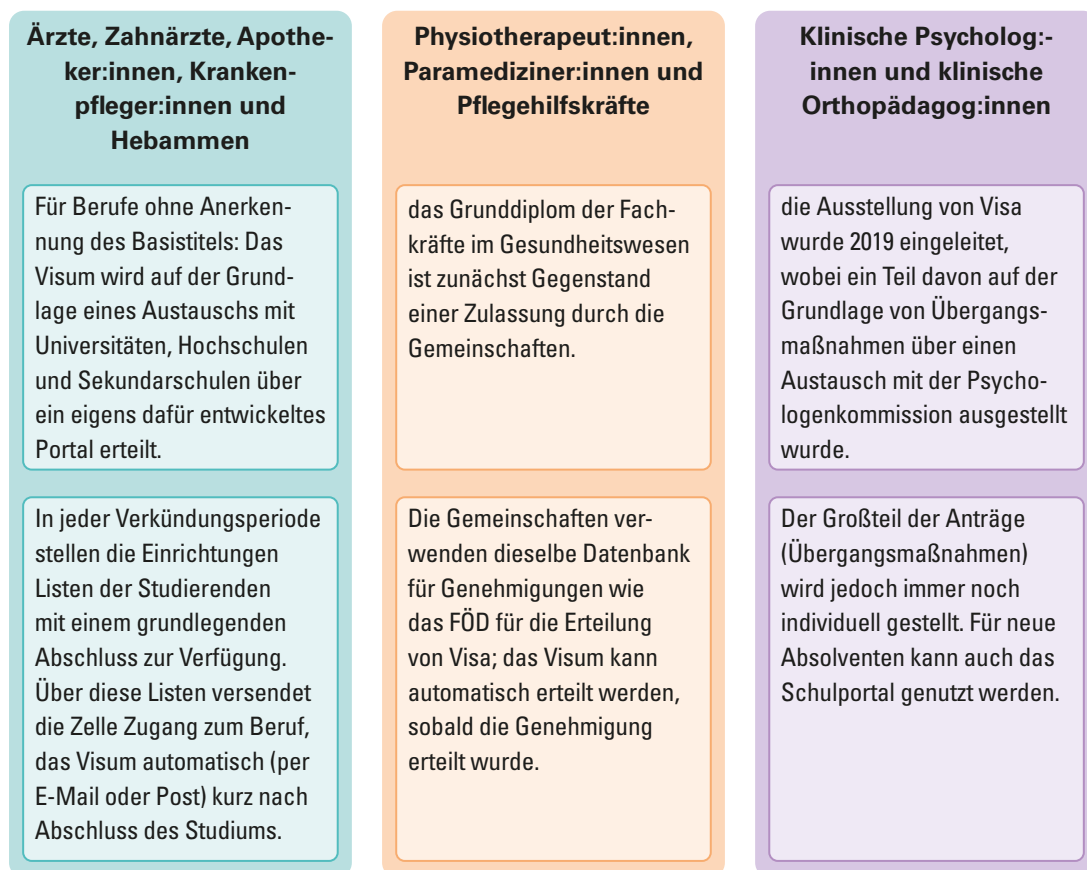 Ärzte, Zahnärzte, Apothe-
ker:innen, Kranken-
pfleger:innen und
Hebammen
Für Berufe ohne Anerken-
nung des Basistitels: Das
Visum wird auf der Grund-
lage eines Austauschs mit
Universitäten, Hochschulen
und Sekundarschulen über
ein eigens dafür entwickeltes
Portal erteilt.
In jeder Verkündungsperiode
stellen die Einrichtungen
Listen der Studierenden
mit einem grundlegenden
Abschluss zur Verfügung.
Über diese Listen versendet
die Zelle Zugang zum Beruf,
das Visum automatisch (per
E-Mail oder Post) kurz nach
Abschluss des Studiums.
Physiotherapeut:innen,
Paramediziner:innen und
Pflegehilfskräfte
das Grunddiplom der Fach-
kräfte im Gesundheitswesen
ist zunächst Gegenstand
einer Zulassung durch die
Gemeinschaften.
Die Gemeinschaften ver-
wenden dieselbe Datenbank
für Genehmigungen wie
das FÖD für die Erteilung
von Visa; das Visum kann
automatisch erteilt werden,
sobald die Genehmigung
erteilt wurde.
Klinische Psycholog:-
innen und klinische
Orthopädagog:innen
die Ausstellung von Visa
wurde 2019 eingeleitet,
wobei ein Teil davon auf der
Grundlage von Übergangs-
maßnahmen über einen
Austausch mit der Psycho-
logenkommission ausgestellt
wurde.
Der Großteil der Anträge
(Übergangsmaßnahmen)
wird jedoch immer noch
individuell gestellt. Für neue
Absolventen kann auch das
Schulportal genutzt werden.